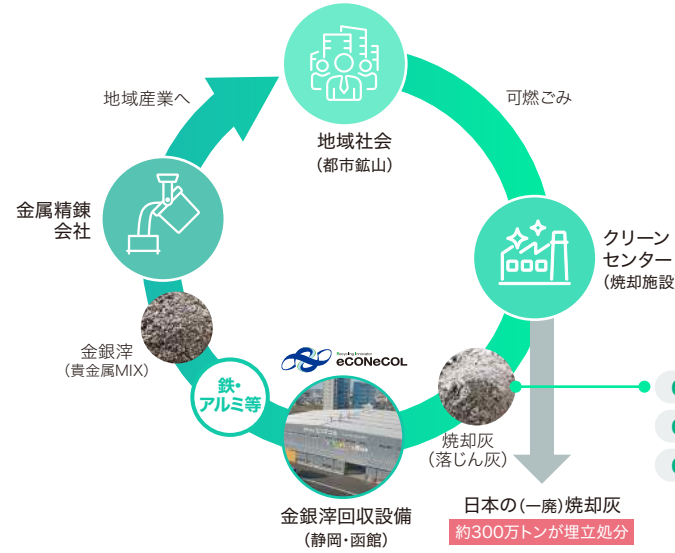 地域産業へ
可燃ごみ
地域社会
(都市鉱山)
金属精錬
会社
クリーン
センター
(焼却施設
金銀滓
(貴金属MIX)
鉄・
アルミ等
Recycling Innovator
eCONeCOL
焼却灰
(落じん灰)
金銀滓回収設備
(静岡・函館)
日本の(一廃)焼却灰
約300万トンが埋立処分